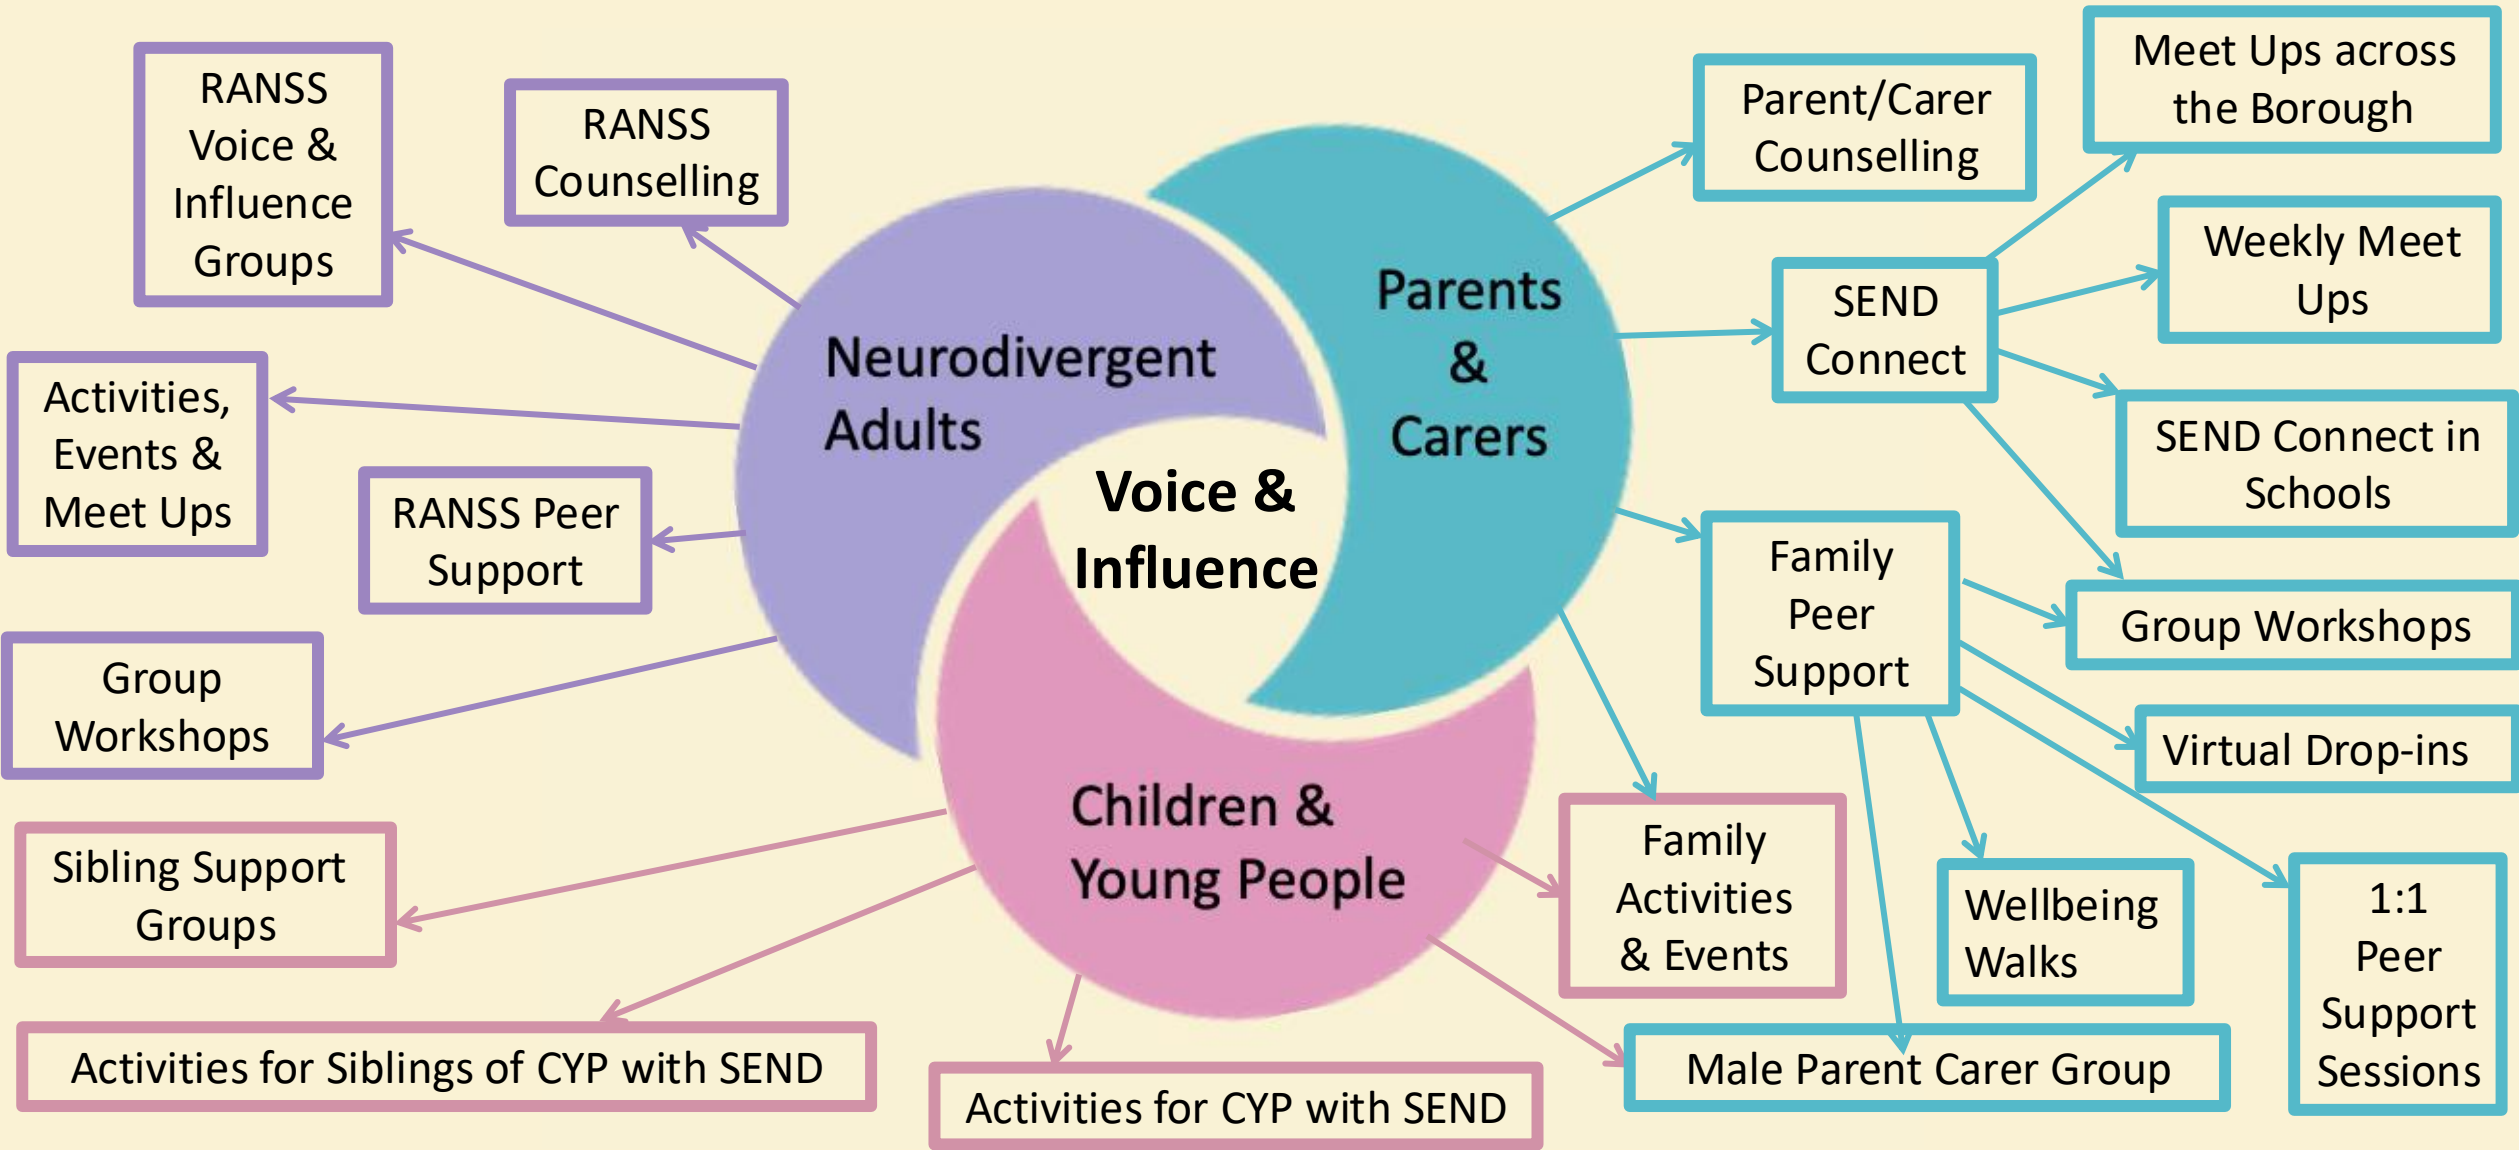 RANSS
Voice &
Influence
Groups
RANSS
Counselling
Activities,
Events &
Meet Ups
RANSS Peer
Support
Group
Workshops
Neurodivergent
Adults
Voice &
Influence
Parents
&
Carers
Children &
Young People
Sibling Support
Groups
Activities for Siblings of CYP with SEND
Activities for CYP with SEND
Family
Activities
& Events
Male Parent Carer Group
Parent/Carer
Counselling
SEND
Connect
Meet Ups across
the Borough
Weekly Meet
Ups
SEND Connect in
Schools
Group Workshops
Family
Peer
Support
Virtual Drop-ins
Wellbeing
Walks
1:1
Peer
Support
Sessions